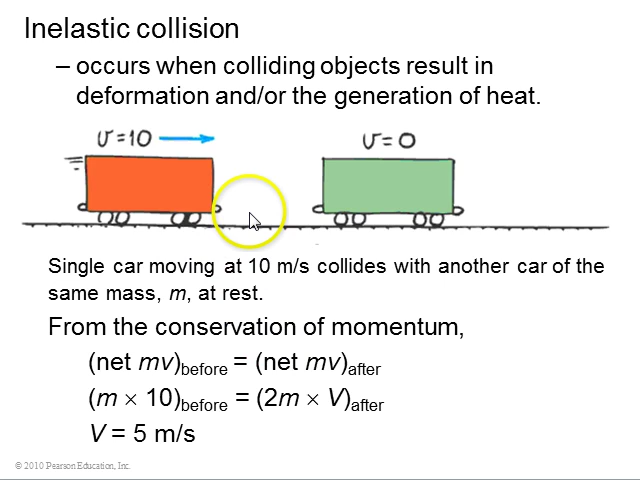 Inelastic collision
– occurs when colliding objects result in
deformation and/or the generation of heat.
υ=10
υ=0
Single car moving at 10 m/s collides with another car of the
same mass, m, at rest.
From the conservation of momentum,
(net mv)before = (net mv)after
(m × 10)before = (2m × V)after
V = 5 m/s
© 2010 Pearson Education, Inc.